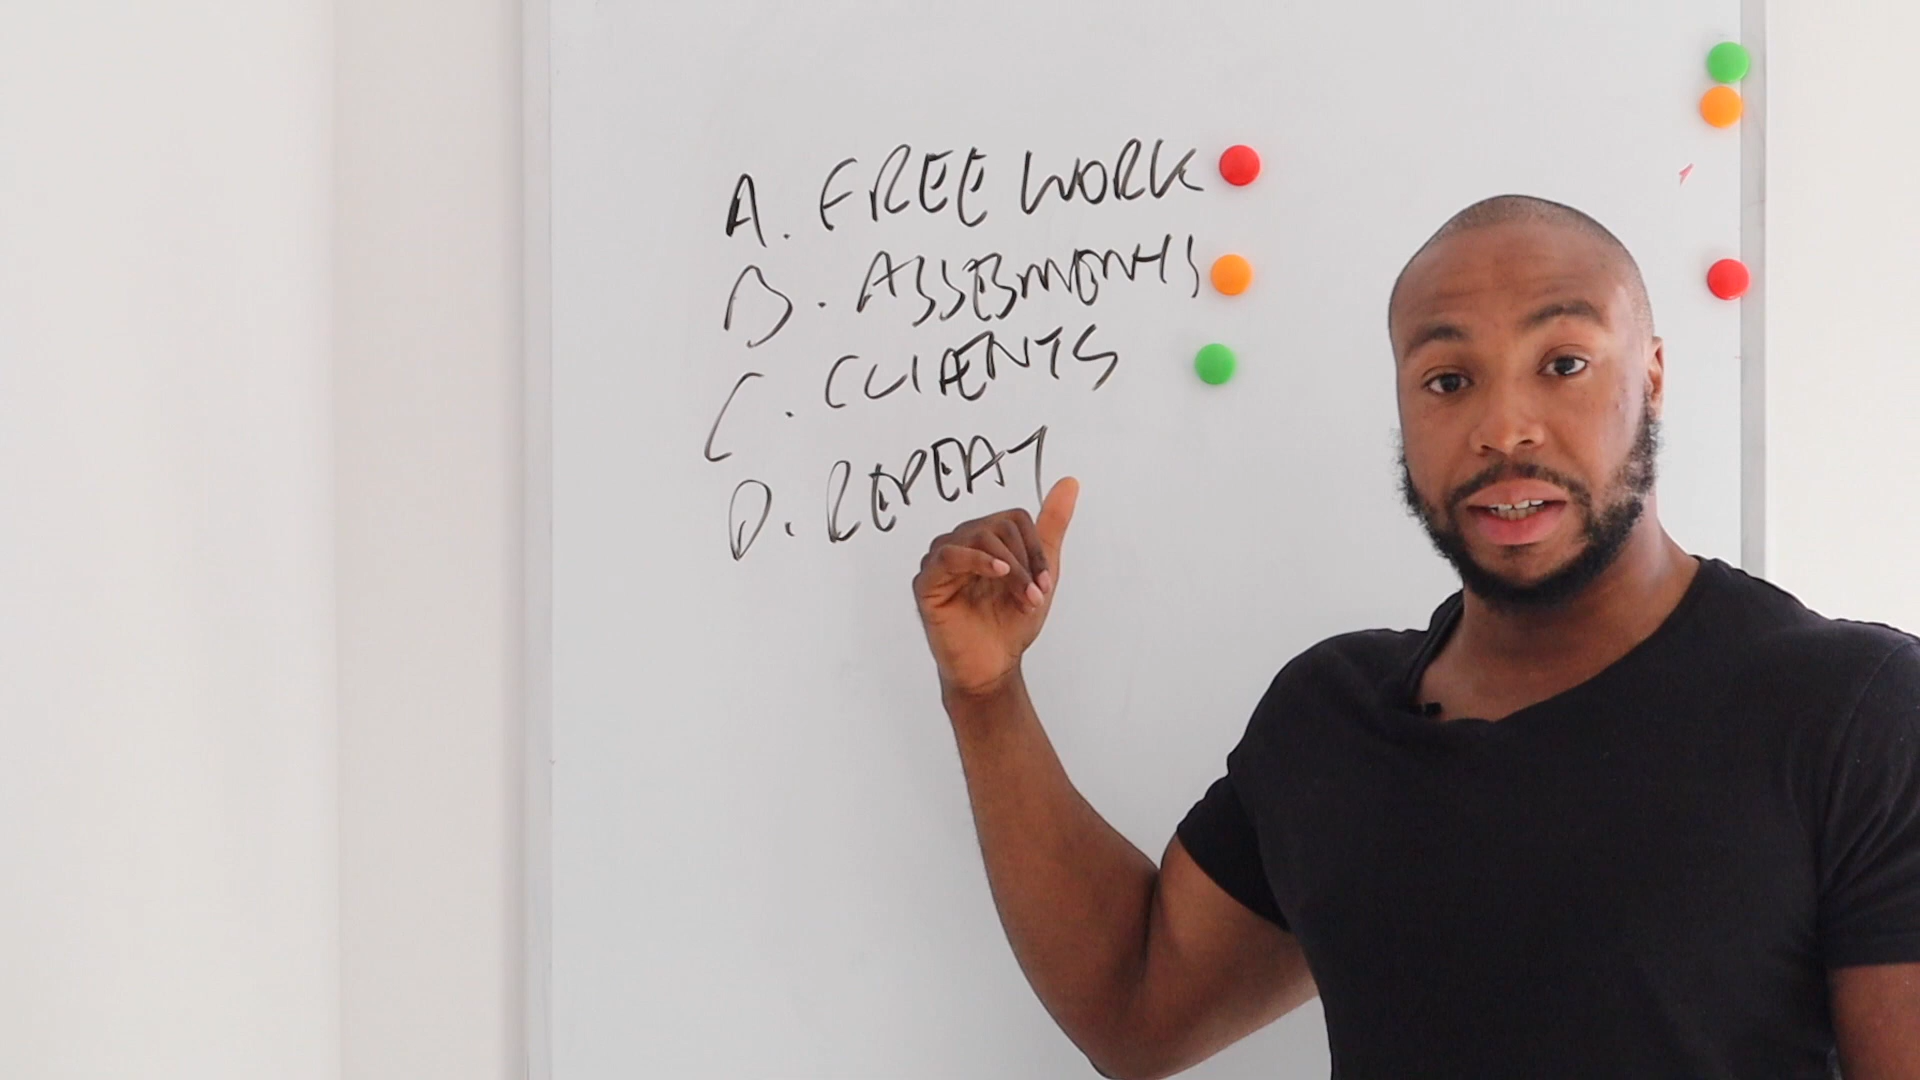 A. FREE WORK
B. ASSESMENTS
C. CLIENTS
D. REPEAT